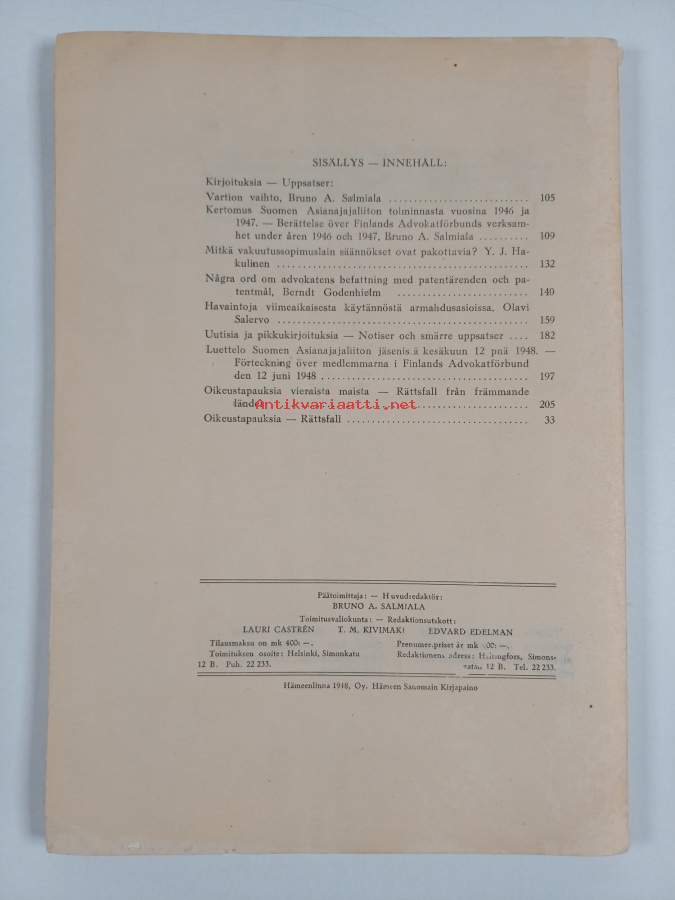 SISÄLLYS — INNEHÅLL:
Kirjoituksia — Uppsatser:
Vartion vaihto, Bruno A. Salmiala ............................ 105
Kertomus Suomen Asianajajaliiton toiminnasta vuosina 1946 ja
1947. — Berättelse över Finlands Advokatförbunds verksam-
het under åren 1946 och 1947, Bruno A. Salmiala .......... 109
Mitkä vakuutussopimuslain säännökset ovat pakottavia? Y. J. Ha-
kulinen .................................................. 132
Några ord om advokatens befattning med patentärenden och pa-
tentmål, Berndt Godenhielm .......................... 140
Havaintoja viimeaikaisesta käytännöstä armahdusasioissa, Olavi
Salervo .................................................. 159
Uutisia ja pikkukirjoituksia — Notiser och smärre uppsatser .... 182
Luettelo Suomen Asianajajaliiton jäsenistä kesäkuun 12 pnä 1948. —
Förteckning över medlemmarna i Finlands Advokatförbund
den 12 juni 1948 .......................................... 197
Oikeustapauksia vieraista maista — Rättsfall från främmande
länder .................................................. 205
Antikvariaatti.net
Oikeustapauksia — Rättsfall .................................... 33
Päätoimittaja: — Huvudredaktör:
BRUNO A. SALMIALA
Toimitusvaliokunta: — Redaktionsutskott:
LAURI CASTRÉN T. M. KIVIMÄKI EDVARD EDELMAN
Tilausmaksu on mk 400: —.
Toimituksen osoite: Helsinki, Simonkatu
12 B. Puh. 22 233.
Prenumer.priset är mk 400: —.
Redaktionens adress: Helsingfors, Simons-
gatan 12 B. Tel. 22 233.
Hämeenlinna 1948, Oy. Hämeen Sanomain Kirjapaino